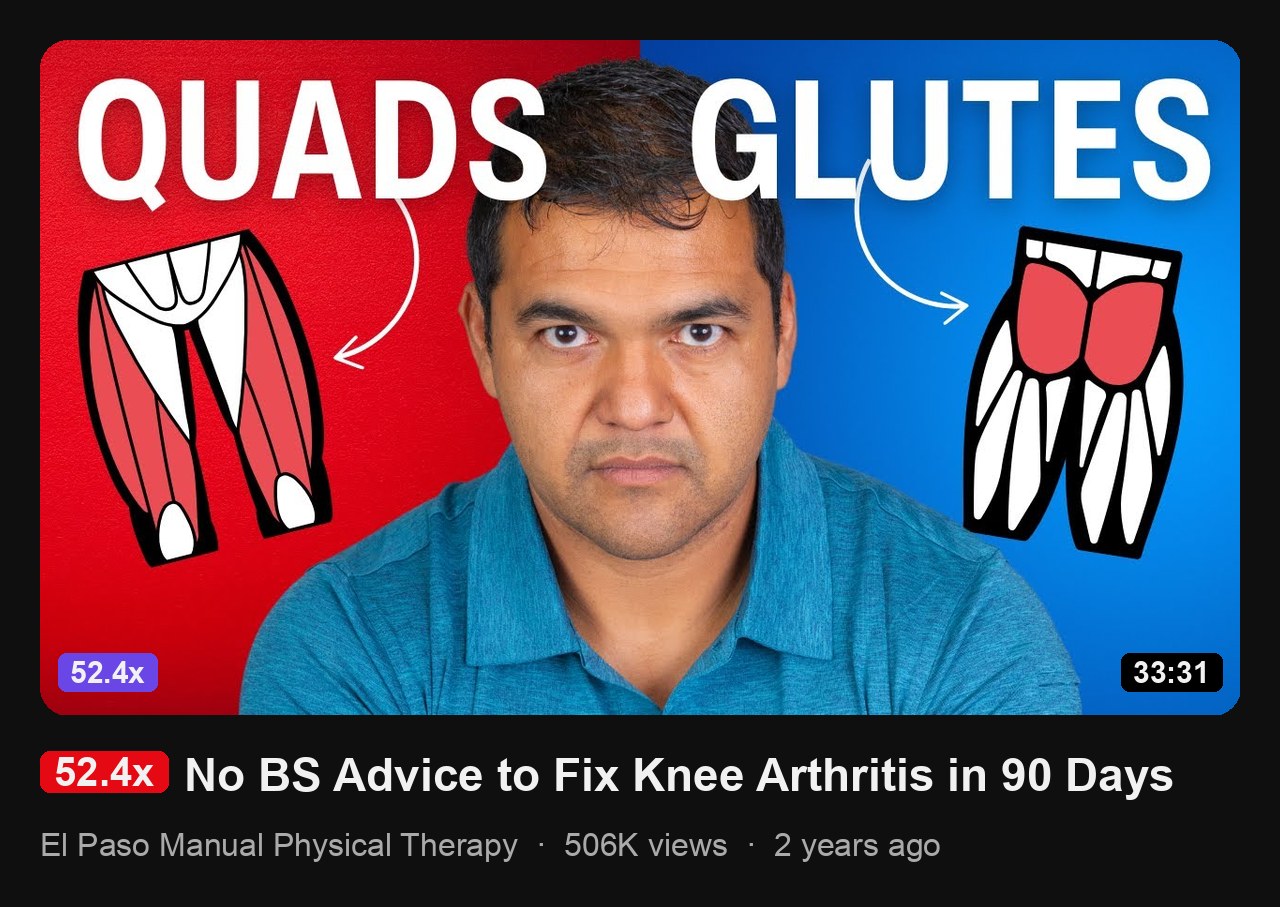 QUADS GLUTES
52.4x
33:31
52.4x No BS Advice to Fix Knee Arthritis in 90 Days
El Paso Manual Physical Therapy · 506K views · 2 years ago